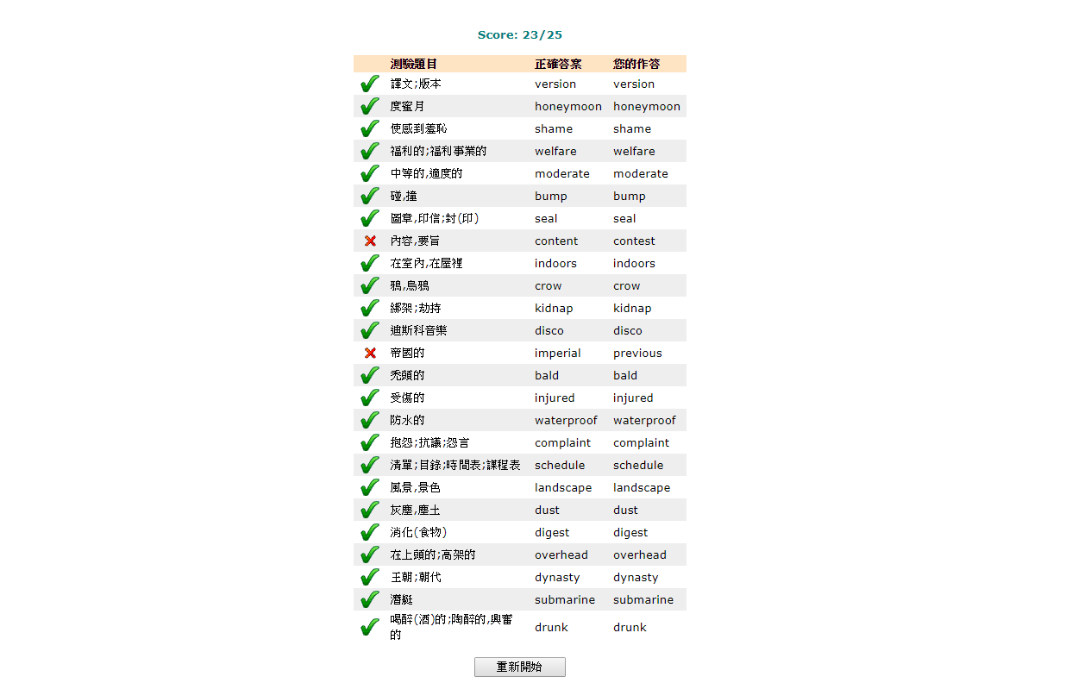 Score: 23/25
測驗題目 正確答案 您的作答
譯文;版本 version version
度蜜月 honeymoon honeymoon
使感到羞恥 shame shame
福利的;福利事業的 welfare welfare
中等的,適度的 moderate moderate
碰,撞 bump bump
圖章,印信;封(印) seal seal
內容,要旨 content contest
在室內,在屋裡 indoors indoors
鴉,烏鴉 crow crow
綁架;劫持 kidnap kidnap
迪斯科音樂 disco disco
帝國的 imperial previous
禿頭的 bald bald
受傷的 injured injured
防水的 waterproof waterproof
抱怨;抗議;怨言 complaint complaint
清單;目錄;時間表;課程表 schedule schedule
風景,景色 landscape landscape
灰塵,塵土 dust dust
消化(食物) digest digest
在上頭的;高架的 overhead overhead
王朝;朝代 dynasty dynasty
潛艇 submarine submarine
喝醉(酒)的;陶醉的,興奮
的 drunk drunk
重新開始